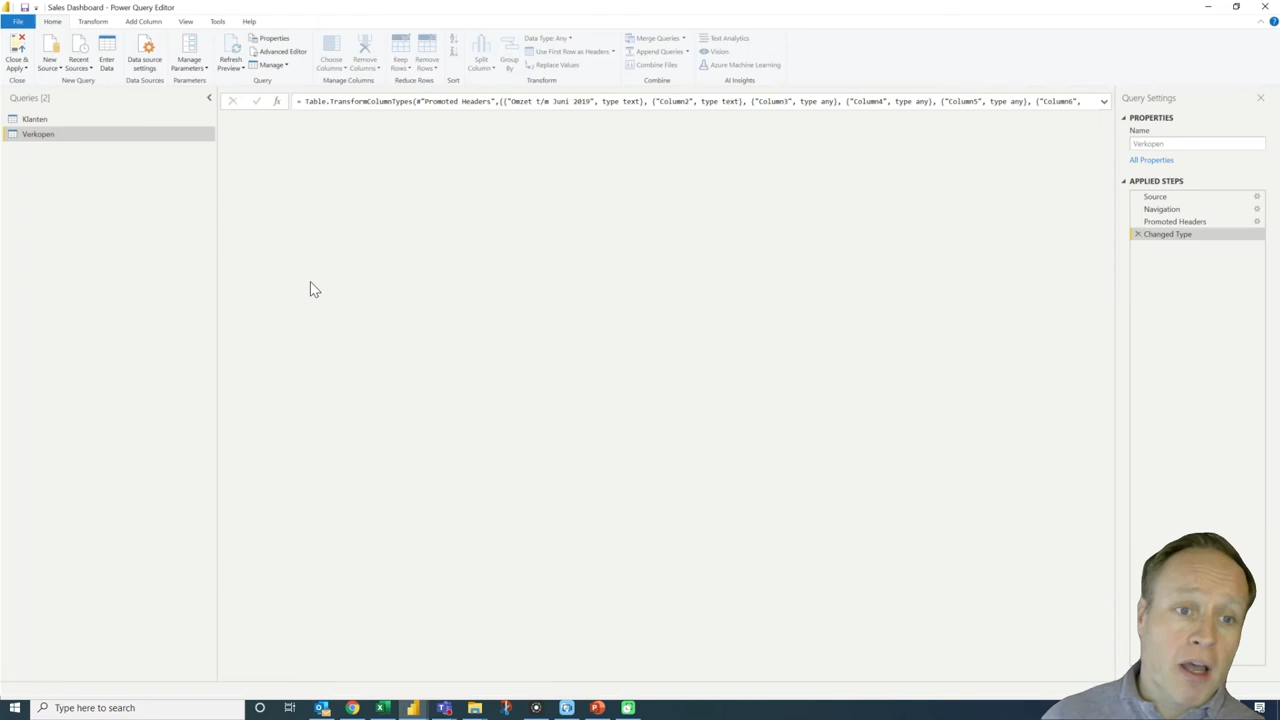 Sales Dashboard - Power Query Editor
File Home Transform Add Column View Tools Help
Close & Apply
Close
New Source
Recent Sources
Enter Data
New Query
Data source settings
Data Sources
Manage Parameters
Parameters
Refresh Preview
Properties
Advanced Editor
Manage
Query
Choose Columns
Remove Columns
Manage Columns
Keep Rows
Remove Rows
Reduce Rows
Sort
Split Column
Group By
Data Type: Any
Use First Row as Headers
Replace Values
Transform
Merge Queries
Append Queries
Combine Files
Combine
Text Analytics
Vision
Azure Machine Learning
AI Insights
Queries [2]
Klanten
Verkopen
fx
= Table.TransformColumnTypes(#"Promoted Headers",{{"Omzet t/m Juni 2019", type text}, {"Column2", type text}, {"Column3", type any}, {"Column4", type any}, {"Column5", type any}, {"Column6",
Query Settings
PROPERTIES
Name
Verkopen
All Properties
APPLIED STEPS
Source
Navigation
Promoted Headers
Changed Type
Type here to search